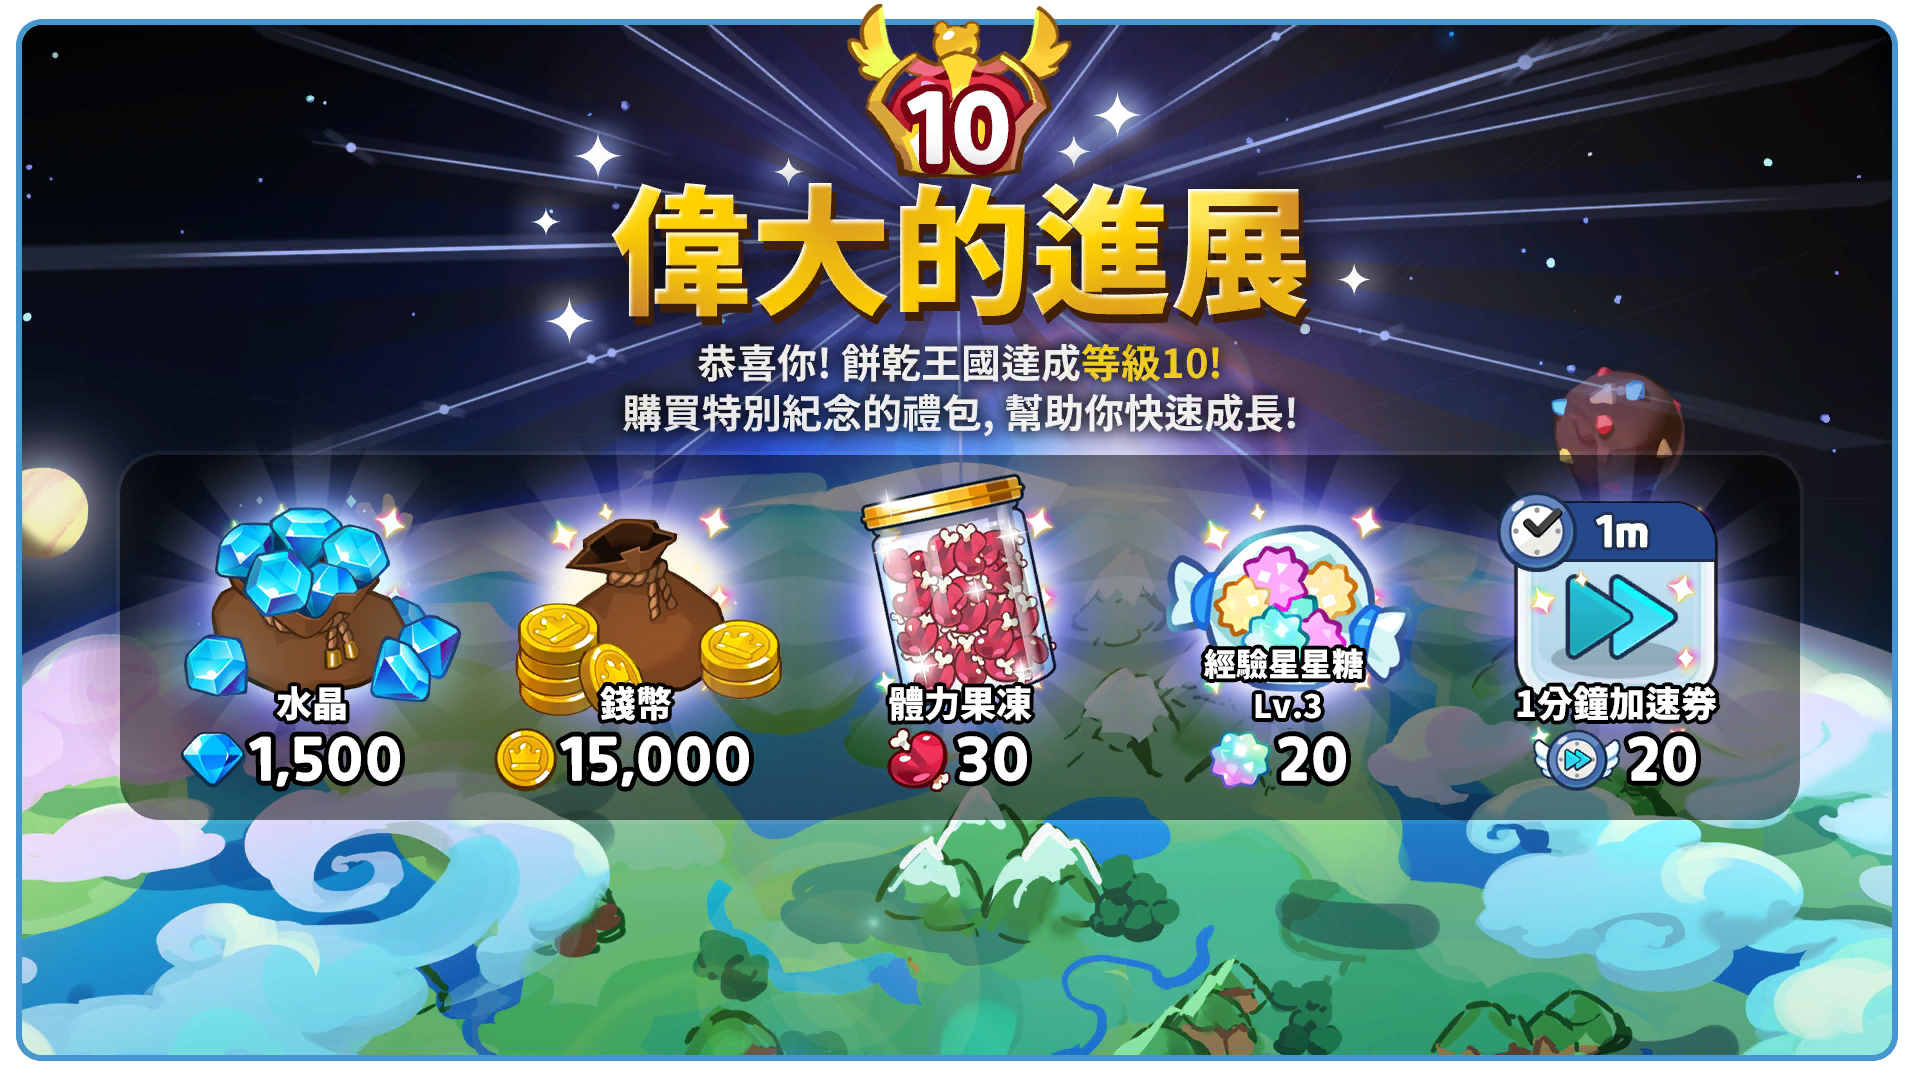 10
偉大的進展
恭喜你! 餅乾王國達成等級10!
購買特別紀念的禮包, 幫助你快速成長!
水晶
1,500
錢幣
15,000
體力果凍
30
經驗星星糖
Lv.3
20
1m
1分鐘加速券
20